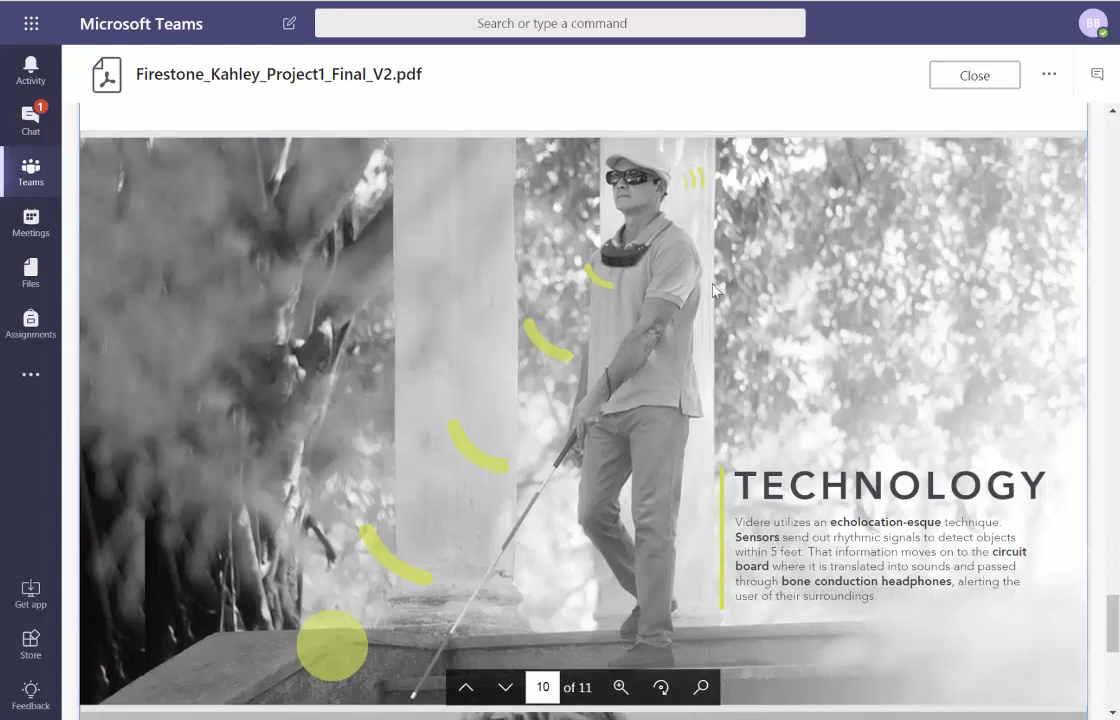 Microsoft Teams
Search or type a command
BB
Activity
Firestone_Kahley_Project1_Final_V2.pdf
Close
1
Chat
Teams
Meetings
Files
Assignments
TECHNOLOGY
Videre utilizes an echolocation-esque technique.
Sensors send out rhythmic signals to detect objects
within 5 feet. That information moves on to the circuit
board where it is translated into sounds and passed
through bone conduction headphones, alerting the
user of their surroundings.
Get app
Store
Feedback
10 of 11